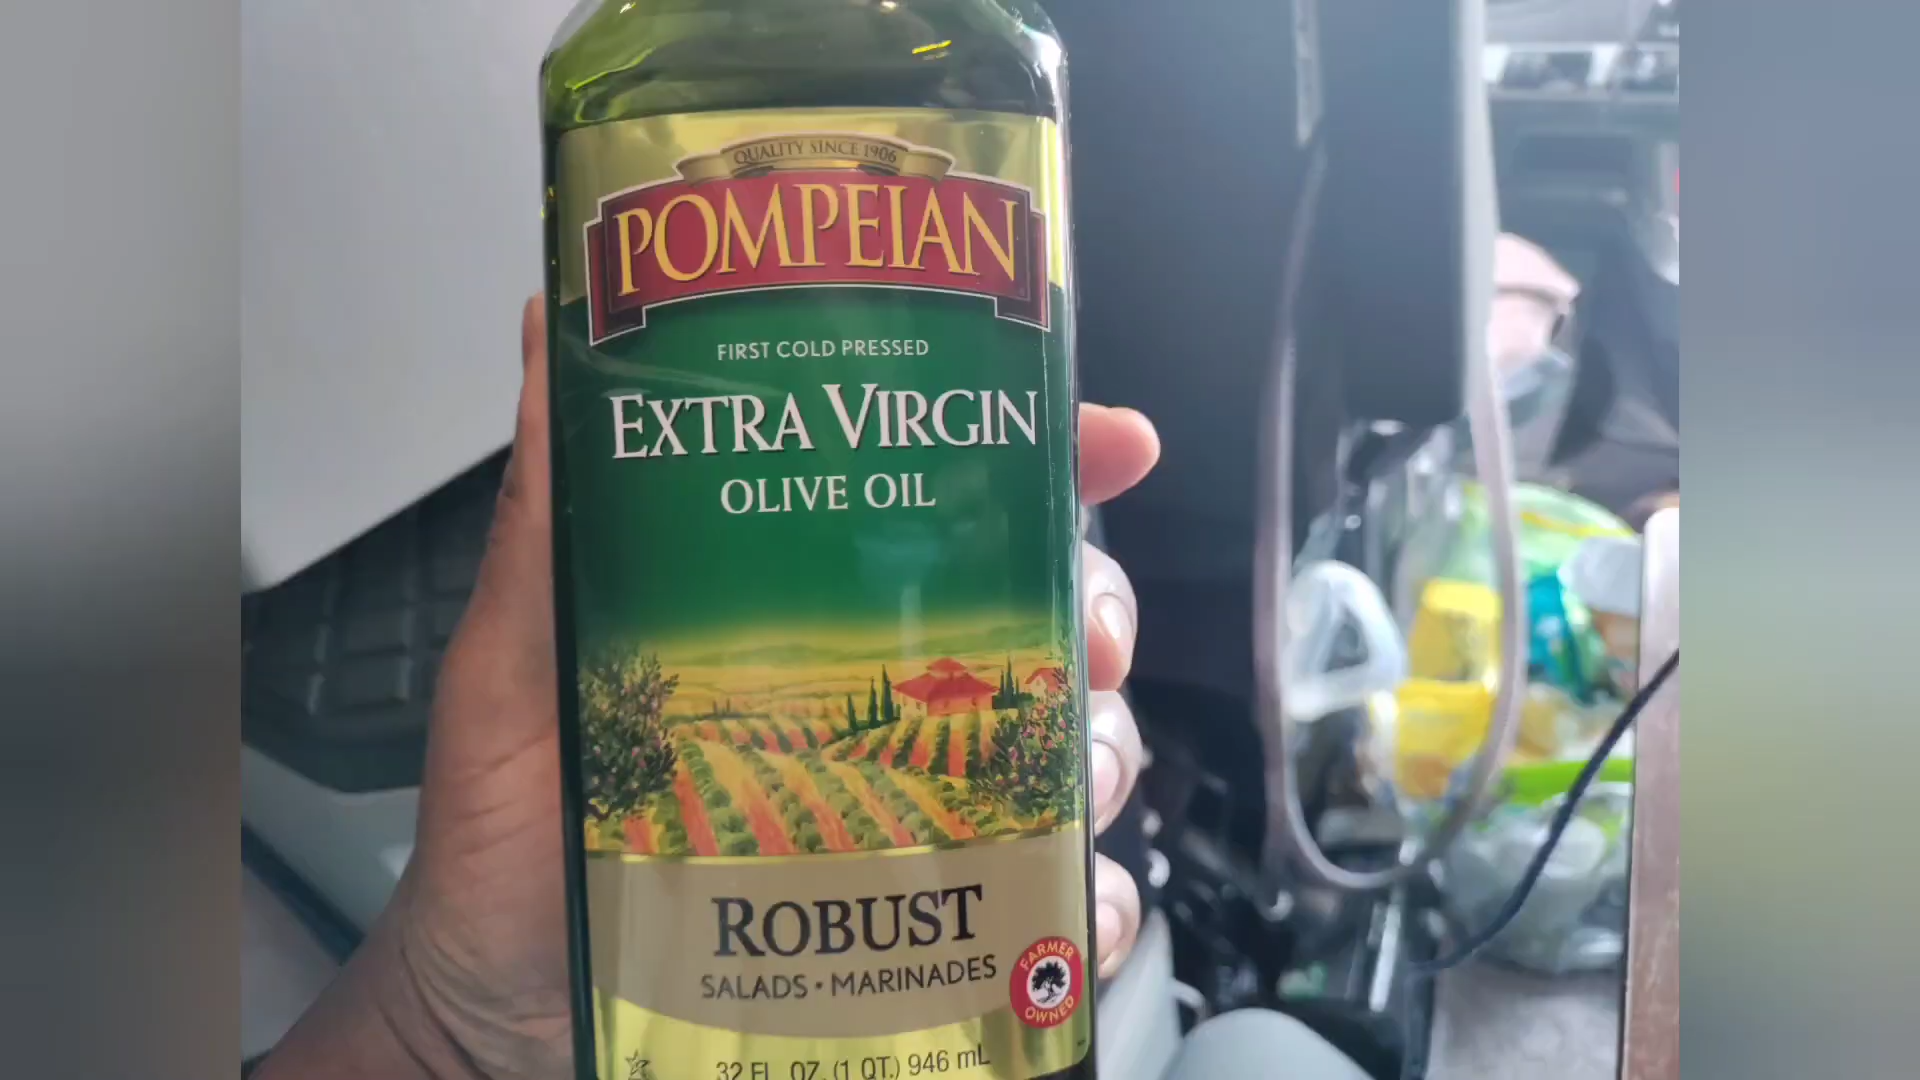 QUALITY SINCE 1906
POMPEIAN
FIRST COLD PRESSED
EXTRA VIRGIN
OLIVE OIL
ROBUST
SALADS • MARINADES
FARMER
OWNED
32 FL. OZ. (1 QT.) 946 mL